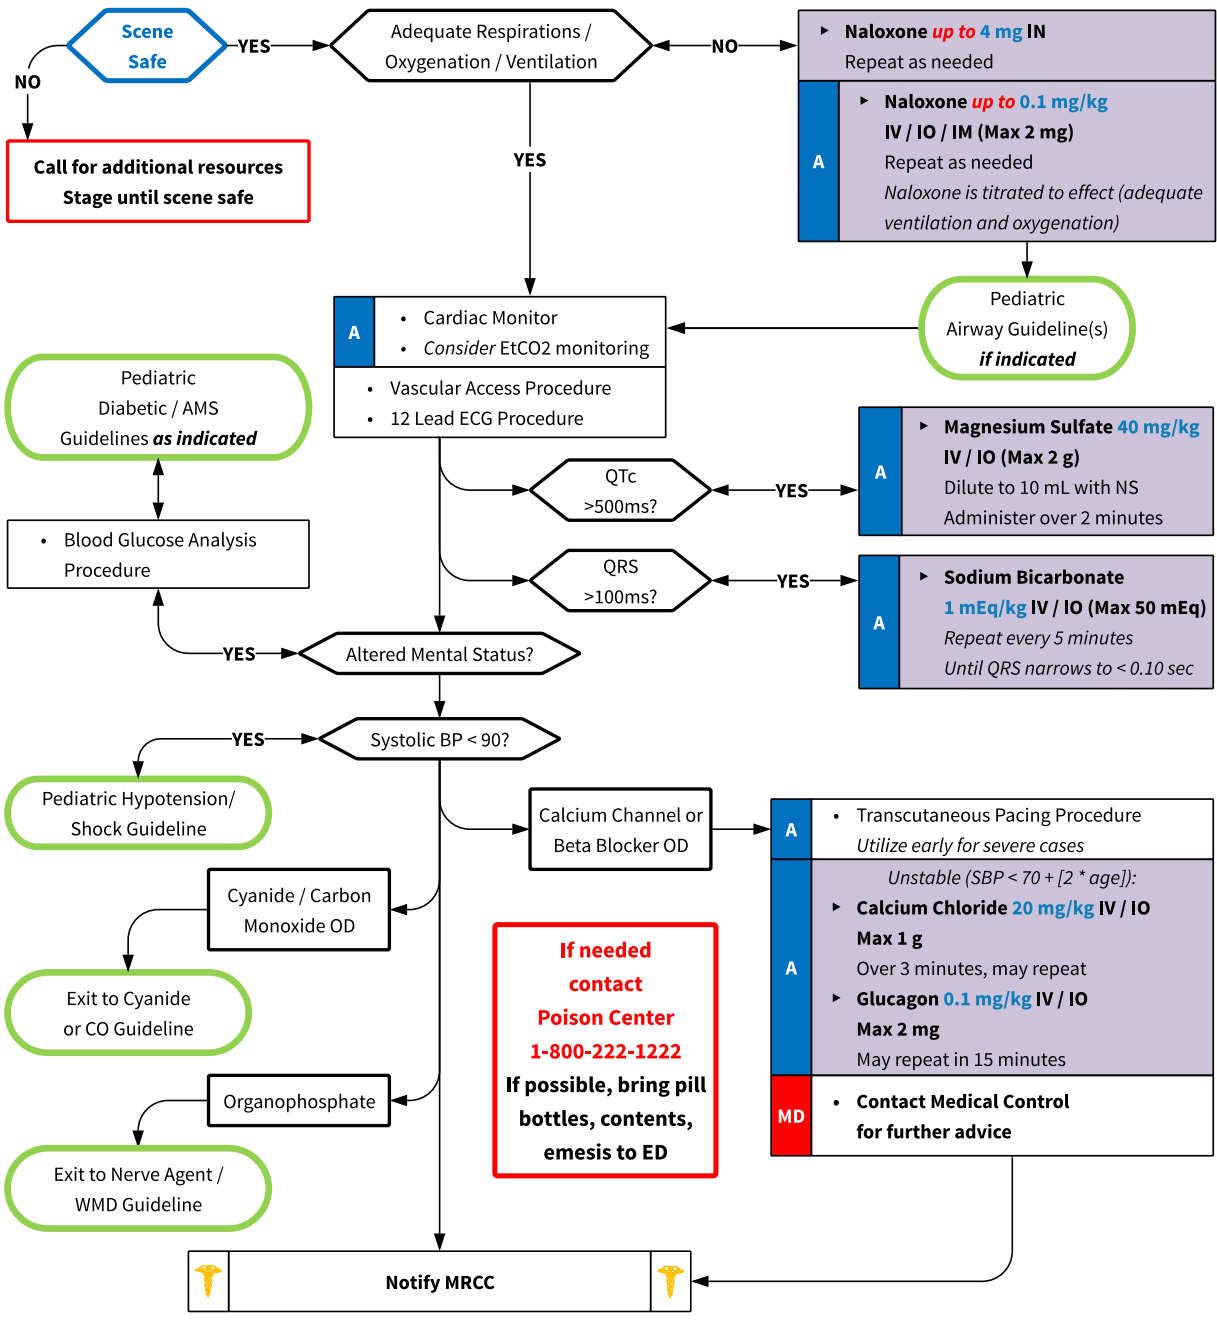 Scene
Safe
YES
NO
Call for additional resources
Stage until scene safe
Adequate Respirations /
Oxygenation / Ventilation
NO
YES
‣ Naloxone up to 4 mg IN
Repeat as needed
A
‣ Naloxone up to 0.1 mg/kg
IV / IO / IM (Max 2 mg)
Repeat as needed
Naloxone is titrated to effect (adequate
ventilation and oxygenation)
Pediatric
Airway Guideline(s)
if indicated
A
• Cardiac Monitor
• Consider EtCO2 monitoring
• Vascular Access Procedure
• 12 Lead ECG Procedure
Pediatric
Diabetic / AMS
Guidelines as indicated
• Blood Glucose Analysis
Procedure
QTc
>500ms?
YES
A
‣ Magnesium Sulfate 40 mg/kg
IV / IO (Max 2 g)
Dilute to 10 mL with NS
Administer over 2 minutes
QRS
>100ms?
YES
A
‣ Sodium Bicarbonate
1 mEq/kg IV / IO (Max 50 mEq)
Repeat every 5 minutes
Until QRS narrows to < 0.10 sec
YES
Altered Mental Status?
YES
Systolic BP < 90?
Pediatric Hypotension/
Shock Guideline
Calcium Channel or
Beta Blocker OD
A
• Transcutaneous Pacing Procedure
Utilize early for severe cases
A
Unstable (SBP < 70 + [2 * age]):
‣ Calcium Chloride 20 mg/kg IV / IO
Max 1 g
Over 3 minutes, may repeat
‣ Glucagon 0.1 mg/kg IV / IO
Max 2 mg
May repeat in 15 minutes
MD
• Contact Medical Control
for further advice
Cyanide / Carbon
Monoxide OD
Exit to Cyanide
or CO Guideline
Organophosphate
Exit to Nerve Agent /
WMD Guideline
If needed
contact
Poison Center
1-800-222-1222
If possible, bring pill
bottles, contents,
emesis to ED
Notify MRCC